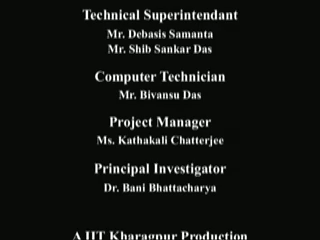 Technical Superintendant
Mr. Debasis Samanta
Mr. Shib Sankar Das
Computer Technician
Mr. Bivansu Das
Project Manager
Ms. Kathakali Chatterjee
Principal Investigator
Dr. Bani Bhattacharya
A IIT Kharagpur Production